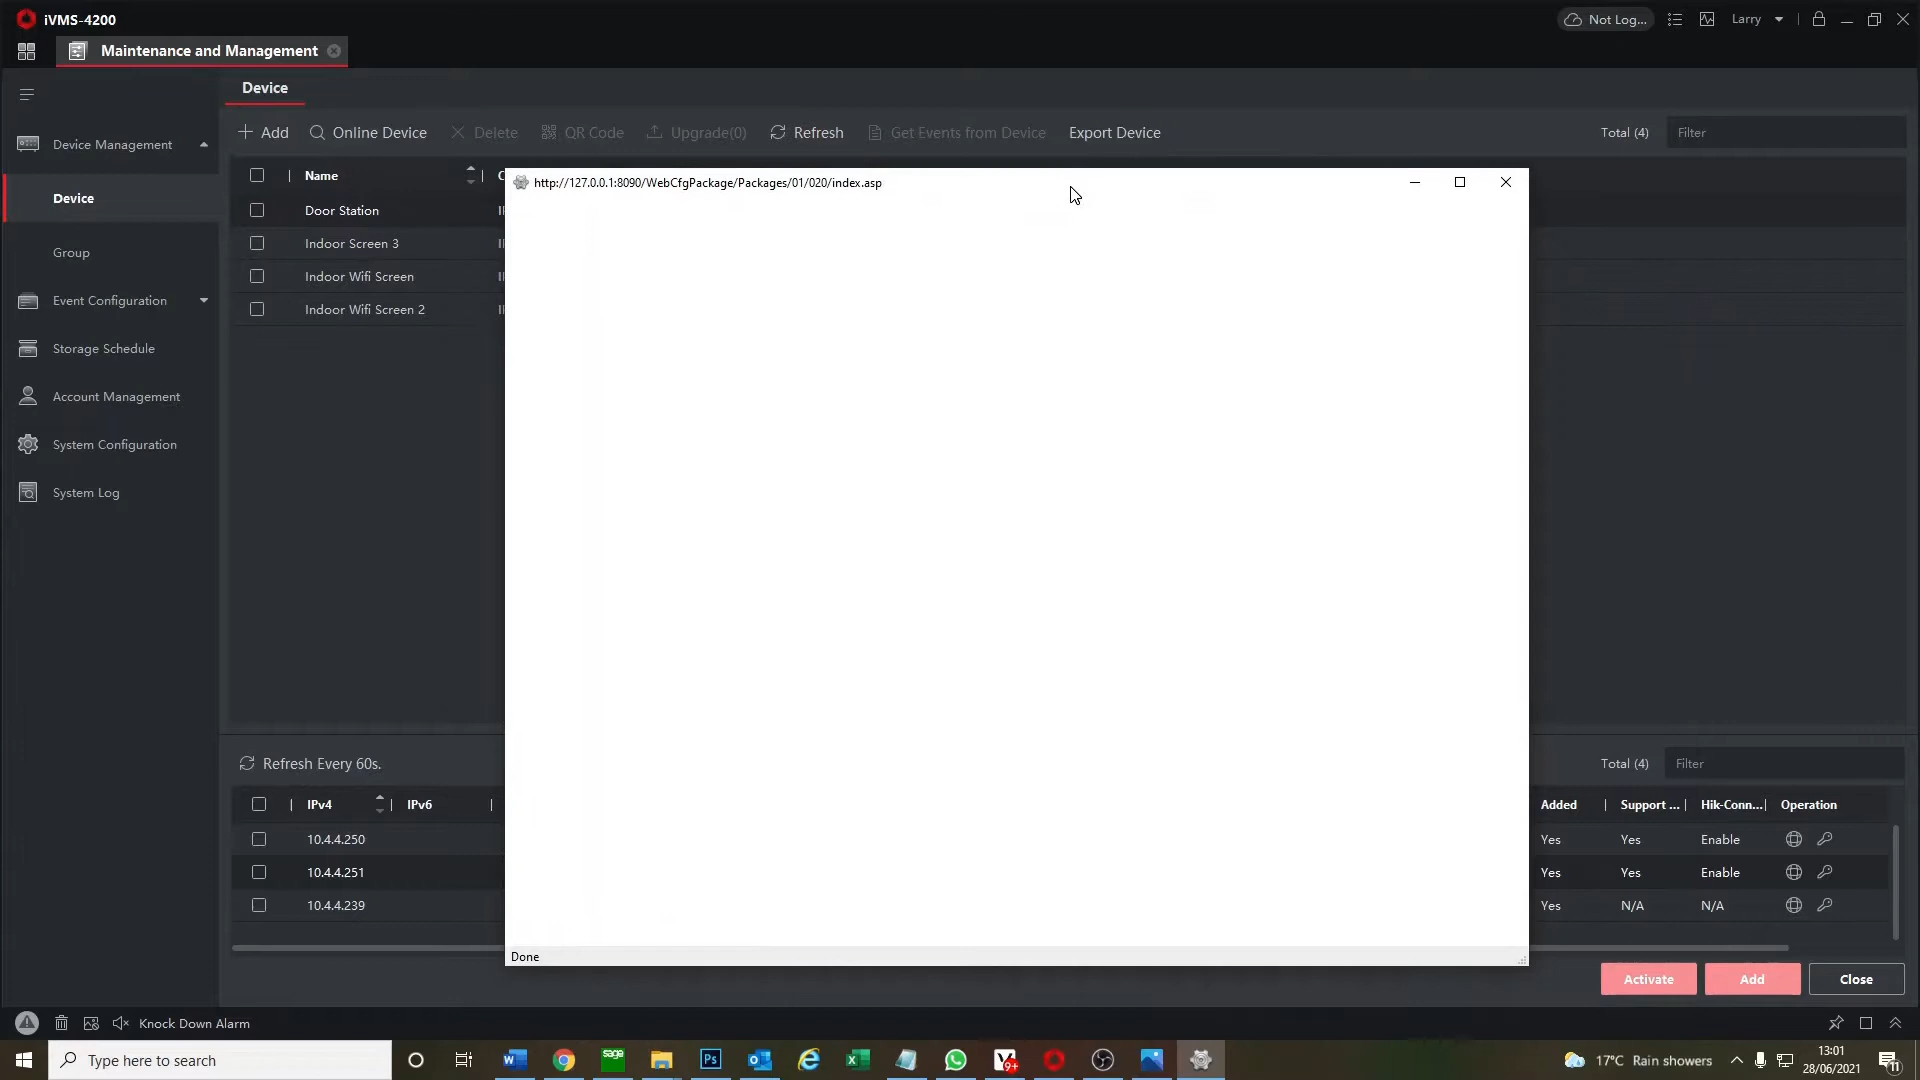 iVMS-4200
Not Log...
Larry
Maintenance and Management
Device
Add
Online Device
Delete
QR Code
Upgrade(0)
Refresh
Get Events from Device
Export Device
Total (4)
Filter
Device Management
Device
Group
Event Configuration
Storage Schedule
Account Management
System Configuration
System Log
Name
Door Station
Indoor Screen 3
Indoor Wifi Screen
Indoor Wifi Screen 2
http://127.0.0.1:8090/WebCfgPackage/Packages/01/020/index.asp
Done
Refresh Every 60s.
Total (4)
Filter
IPv4
IPv6
Added
Support ...
Hik-Conn...
Operation
10.4.4.250
Yes
Yes
Enable
10.4.4.251
Yes
Yes
Enable
10.4.4.239
Yes
N/A
N/A
Activate
Add
Close
Knock Down Alarm
Type here to search
sage
Ps
9+
17°C Rain showers
13:01
28/06/2021
11